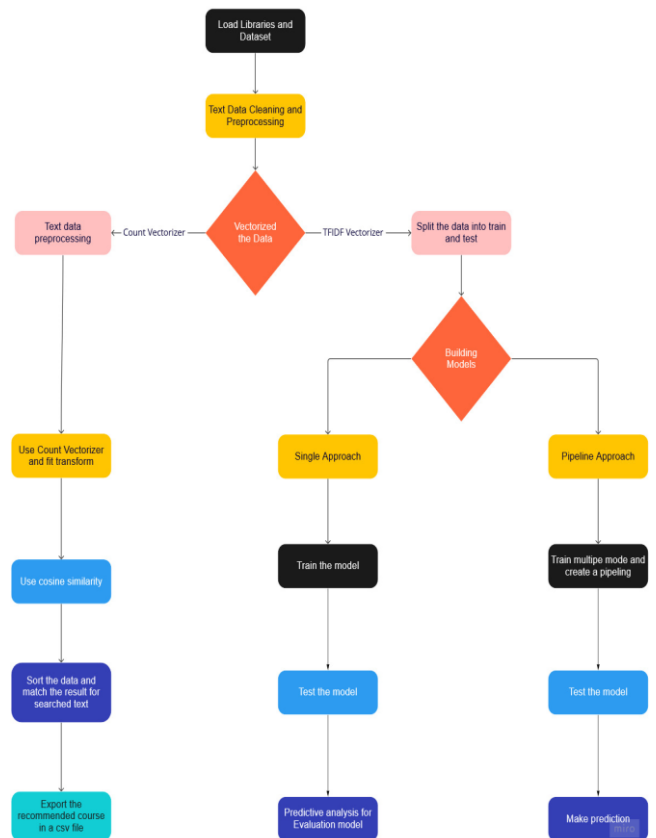 Load Libraries and
Dataset
Text Data Cleaning and
Preprocessing
Vectorized
the Data
Count Vectorizer
TFIDF Vectorizer
Text data
preprocessing
Split the data into train
and test
Building
Models
Use Count Vectorizer
and fit transform
Single Approach
Pipeline Approach
Use cosine similarity
Train the model
Train multipe mode and
create a pipeling
Sort the data and
match the result for
searched text
Test the model
Test the model
Export the
recommended course
in a csv file
Predictive analysis for
Evaluation model
Make prediction
miro